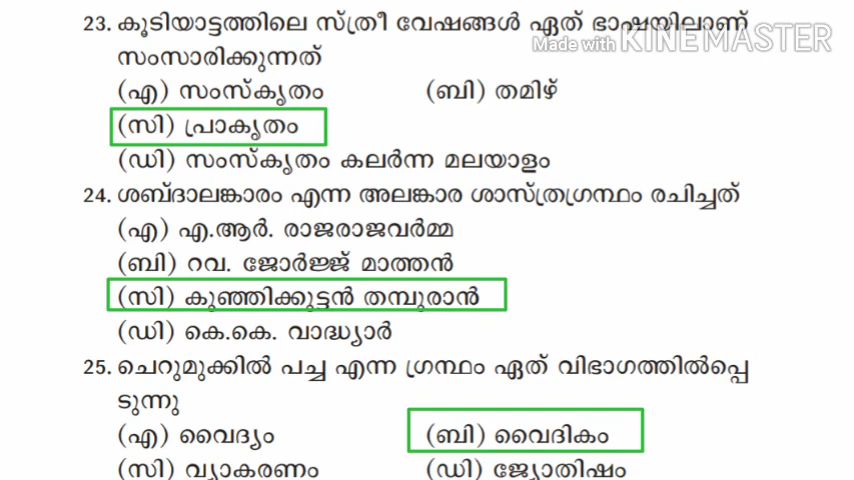 23. കൂടിയാട്ടത്തിലെ സ്ത്രീ വേഷങ്ങൾ ഏത് ഭാഷയിലാണ്
Made with KINEMASTER
സംസാരിക്കുന്നത്
(എ) സംസ്കൃതം (ബി) തമിഴ്
(സി) പ്രാകൃതം
(ഡി) സംസ്കൃതം കലർന്ന മലയാളം
24. ശബ്ദാലങ്കാരം എന്ന അലങ്കാര ശാസ്ത്രഗ്രന്ഥം രചിച്ചത്
(എ) എ.ആർ. രാജരാജവർമ്മ
(ബി) റവ. ജോർജ്ജ് മാത്തൻ
(സി) കുഞ്ഞിക്കുട്ടൻ തമ്പുരാൻ
(ഡി) കെ.കെ. വാദ്ധ്യാർ
25. ചെറുമുക്കിൽ പച്ച എന്ന ഗ്രന്ഥം ഏത് വിഭാഗത്തിൽപ്പെ
ടുന്നു
(എ) വൈദ്യം (ബി) വൈദികം
(സി) വ്യാകരണം (ഡി) ജ്യോതിഷം